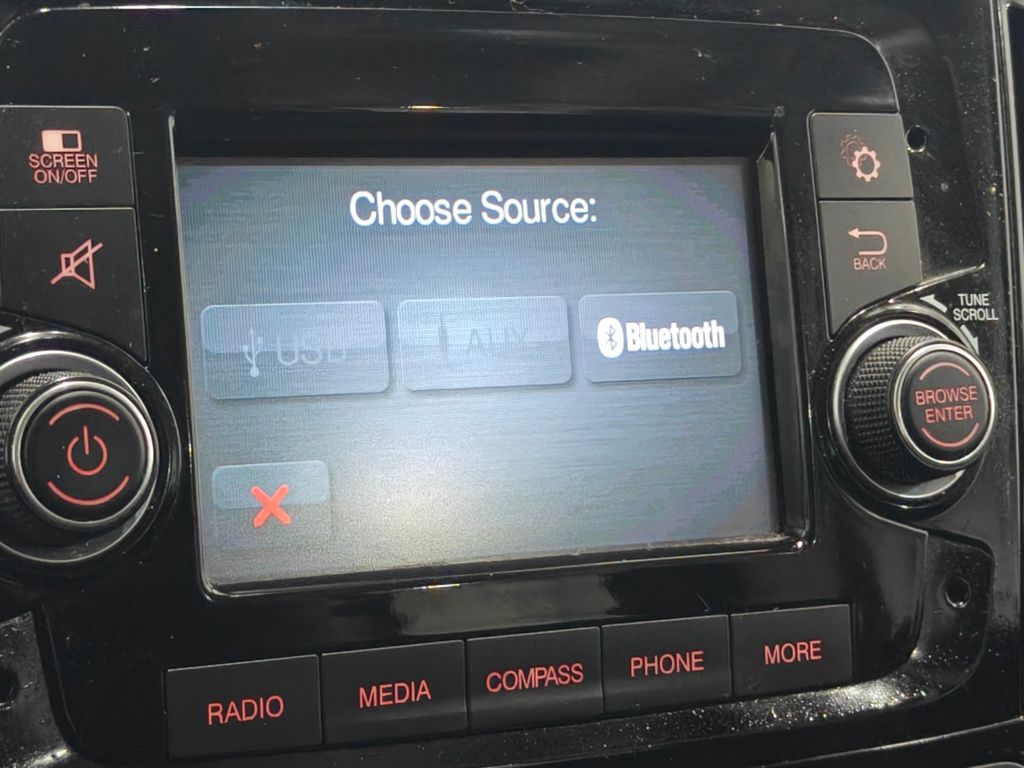 SCREEN
ON/OFF
Choose Source:
BACK
TUNE
SCROLL
USB
AUX
Bluetooth
BROWSE
ENTER
RADIO
MEDIA
COMPASS
PHONE
MORE